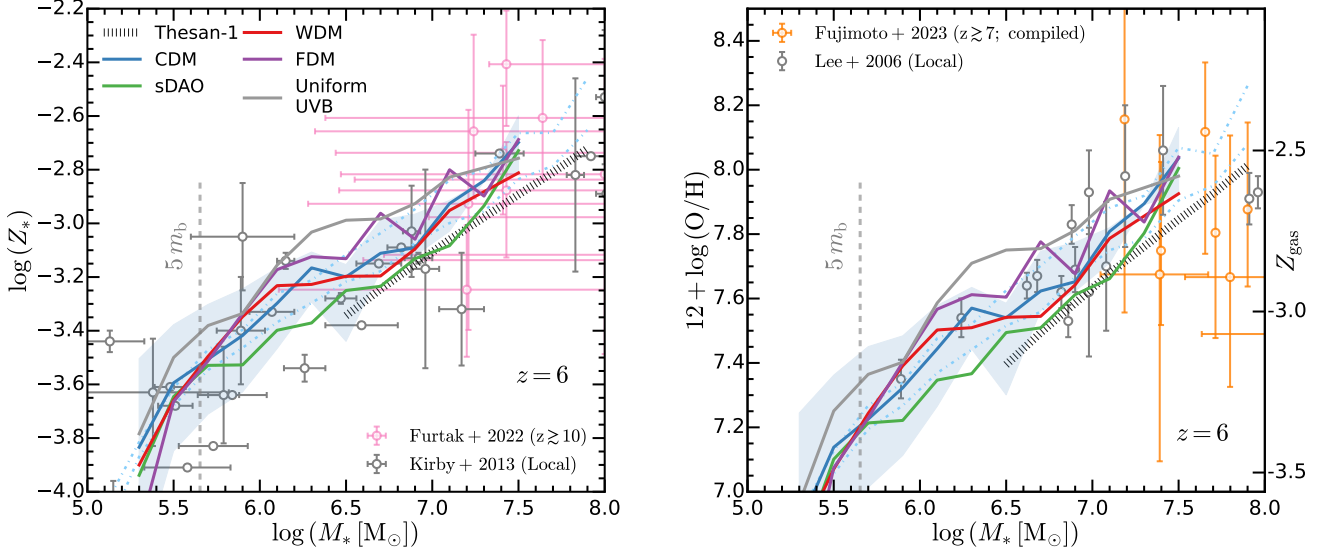 −2.2
−2.4
−2.6
−2.8
−3.0
−3.2
−3.4
−3.6
−3.8
−4.0
log(Z*)
Thesan-1
CDM
sDAO
WDM
FDM
Uniform
UVB
5 m_b
z = 6
Furtak + 2022 (z ≳ 10)
Kirby + 2013 (Local)
5.0 5.5 6.0 6.5 7.0 7.5 8.0
log(M* [M⊙])
8.4
8.2
8.0
7.8
7.6
7.4
7.2
7.0
12 + log(O/H)
Fujimoto + 2023 (z ≳ 7; compiled)
Lee + 2006 (Local)
5 m_b
z = 6
−2.5
−3.0
−3.5
Z_gas
5.0 5.5 6.0 6.5 7.0 7.5 8.0
log(M* [M⊙])